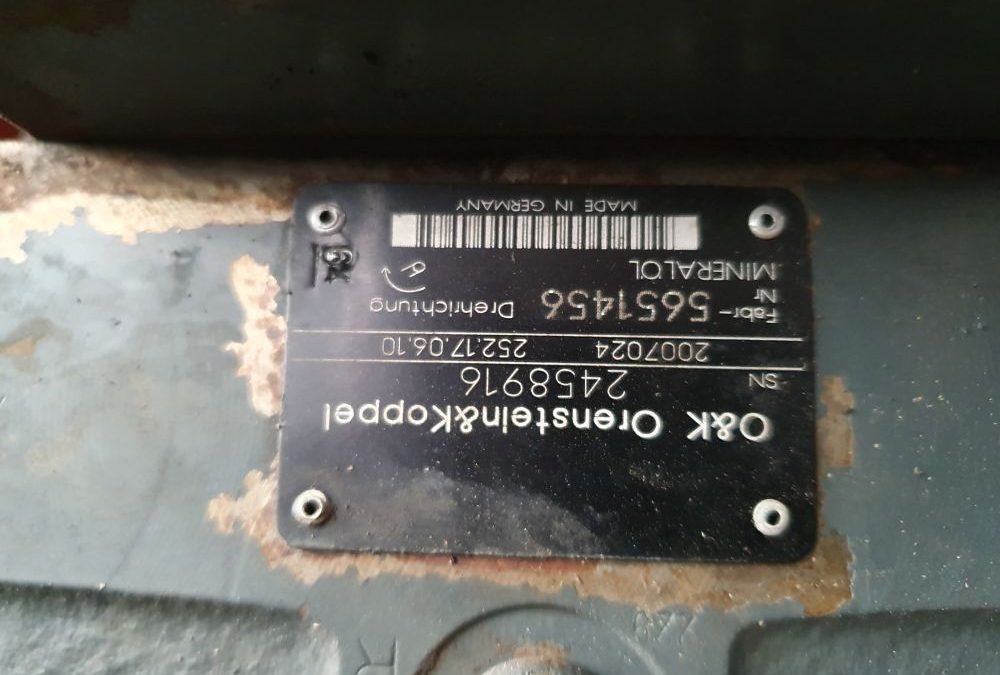 O&K Orenstein&Koppel
SN 2458916
2007024 252.17.06.10
Fabr-Nr 5651456 Drehrichtung
MINERALÖL
MADE IN GERMANY
R